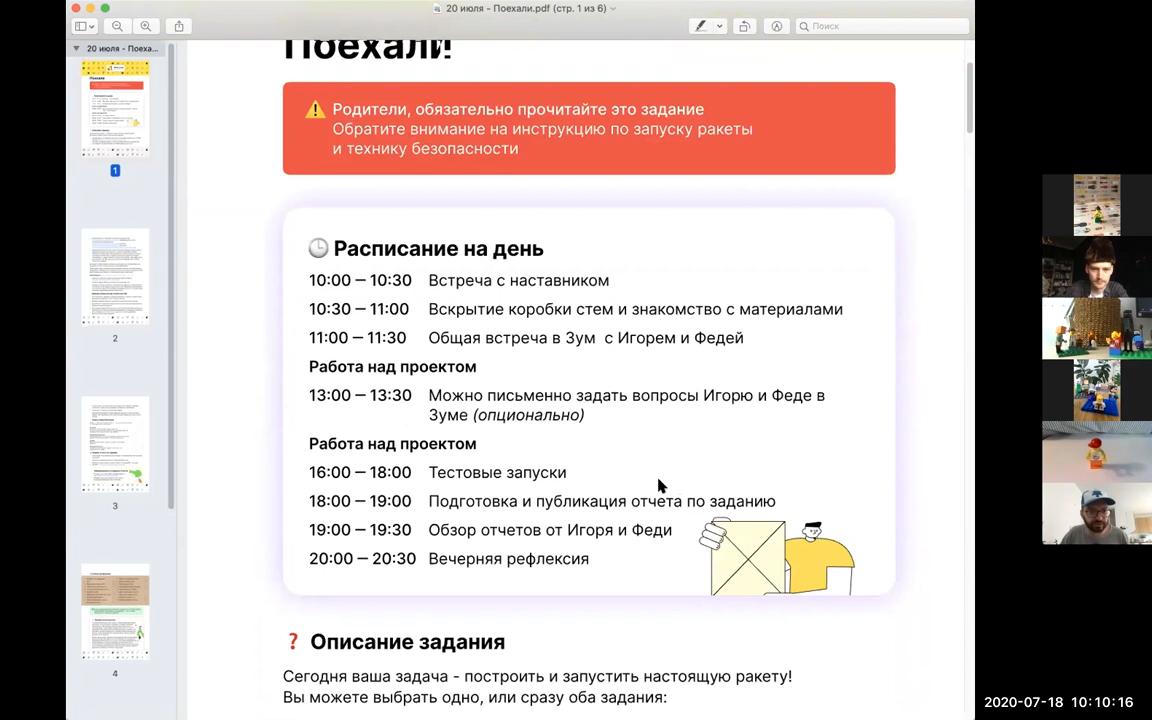 20 июля - Поехали.pdf (стр. 1 из 6)
Поиск
20 июля - Поеха...
1
2
3
4
Поехали!
Родители, обязательно прочитайте это задание
Обратите внимание на инструкцию по запуску ракеты
и технику безопасности
Расписание на день
10:00 – 10:30 Встреча с наставником
10:30 – 11:00 Вскрытие коробки стем и знакомство с материалами
11:00 – 11:30 Общая встреча в Зум с Игорем и Федей
Работа над проектом
13:00 – 13:30 Можно письменно задать вопросы Игорю и Феде в
Зуме (опционально)
Работа над проектом
16:00 – 18:00 Тестовые запуски
18:00 – 19:00 Подготовка и публикация отчета по заданию
19:00 – 19:30 Обзор отчетов от Игоря и Феди
20:00 – 20:30 Вечерняя рефлексия
Описание задания
Сегодня ваша задача - построить и запустить настоящую ракету!
Вы можете выбрать одно, или сразу оба задания:
2020-07-18 10:10:16